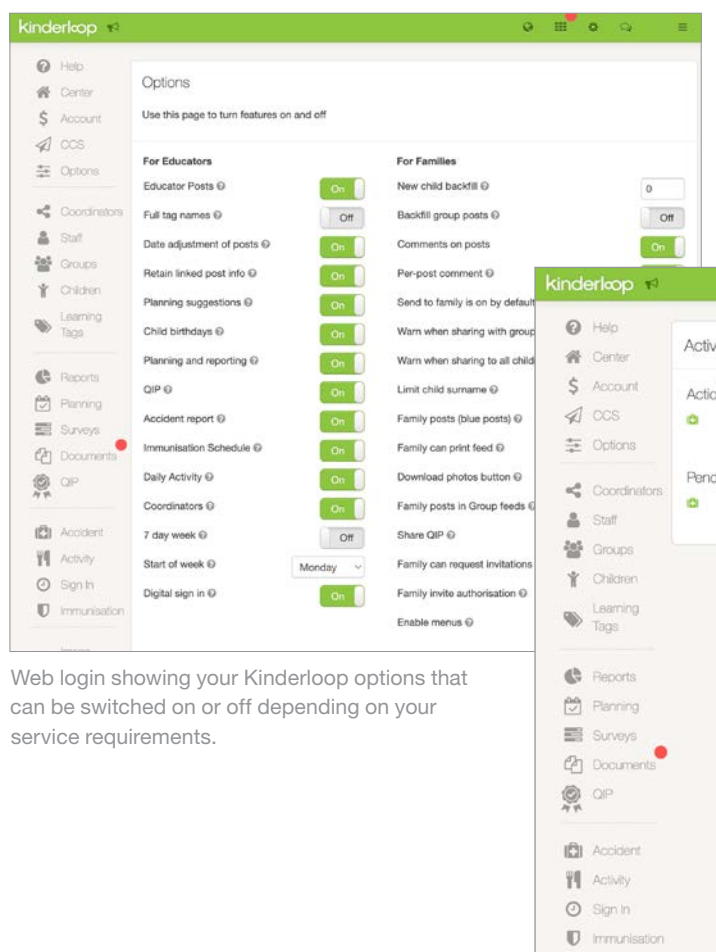 kinderloop
Help
Center
Account
CCS
Options
Coordinators
Staff
Groups
Children
Learning
Tags
Reports
Planning
Surveys
Documents
QIP
Accident
Activity
Sign In
Immunisation
Options
Use this page to turn features on and off
For Educators
Educator Posts On
Full tag names Off
Date adjustment of posts On
Retain linked post info On
Planning suggestions On
Child birthdays On
Planning and reporting On
QIP On
Accident report On
Immunisation Schedule On
Daily Activity On
Coordinators On
7 day week Off
Start of week Monday
Digital sign in On
For Families
New child backfill 0
Backfill group posts Off
Comments on posts On
Per-post comment
Send to family is on by default
Warn when sharing with group
Warn when sharing to all child
Limit child surname
Family posts (blue posts)
Family can print feed
Download photos button
Family posts in Group feeds
Share QIP
Family can request invitations
Family invite authorisation
Enable menus
Web login showing your Kinderloop options that
can be switched on or off depending on your
service requirements.
kinderloop
Help
Center
Account
CCS
Options
Coordinators
Staff
Groups
Children
Learning
Tags
Reports
Planning
Surveys
Documents
QIP
Accident
Activity
Sign In
Immunisation